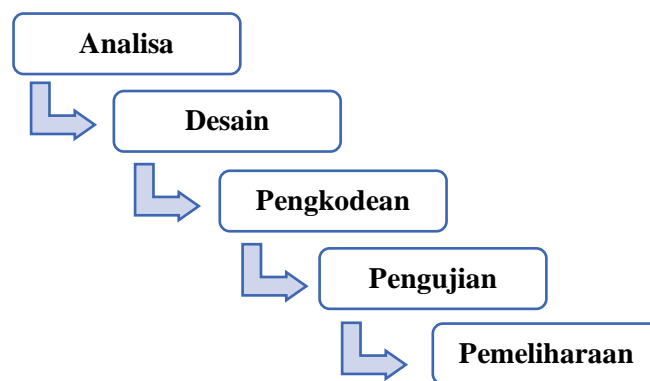 Analisa
Desain
Pengkodean
Pengujian
Pemeliharaan